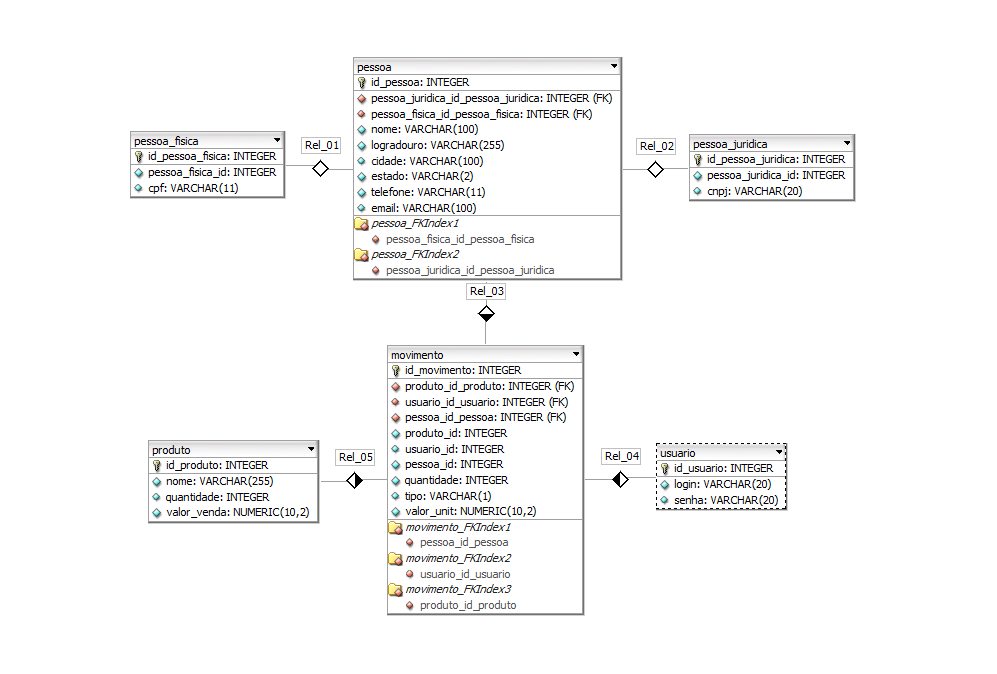 pessoa
id_pessoa: INTEGER
pessoa_juridica_id_pessoa_juridica: INTEGER (FK)
pessoa_fisica_id_pessoa_fisica: INTEGER (FK)
nome: VARCHAR(100)
logradouro: VARCHAR(255)
cidade: VARCHAR(100)
estado: VARCHAR(2)
telefone: VARCHAR(11)
email: VARCHAR(100)
pessoa_FKIndex1
pessoa_fisica_id_pessoa_fisica
pessoa_FKIndex2
pessoa_juridica_id_pessoa_juridica
pessoa_fisica
id_pessoa_fisica: INTEGER
pessoa_fisica_id: INTEGER
cpf: VARCHAR(11)
Rel_01
Rel_02
pessoa_juridica
id_pessoa_juridica: INTEGER
pessoa_juridica_id: INTEGER
cnpj: VARCHAR(20)
Rel_03
movimento
id_movimento: INTEGER
produto_id_produto: INTEGER (FK)
usuario_id_usuario: INTEGER (FK)
pessoa_id_pessoa: INTEGER (FK)
produto_id: INTEGER
usuario_id: INTEGER
pessoa_id: INTEGER
quantidade: INTEGER
tipo: VARCHAR(1)
valor_unit: NUMERIC(10,2)
movimento_FKIndex1
pessoa_id_pessoa
movimento_FKIndex2
usuario_id_usuario
movimento_FKIndex3
produto_id_produto
produto
id_produto: INTEGER
nome: VARCHAR(255)
quantidade: INTEGER
valor_venda: NUMERIC(10,2)
Rel_05
Rel_04
usuario
id_usuario: INTEGER
login: VARCHAR(20)
senha: VARCHAR(20)